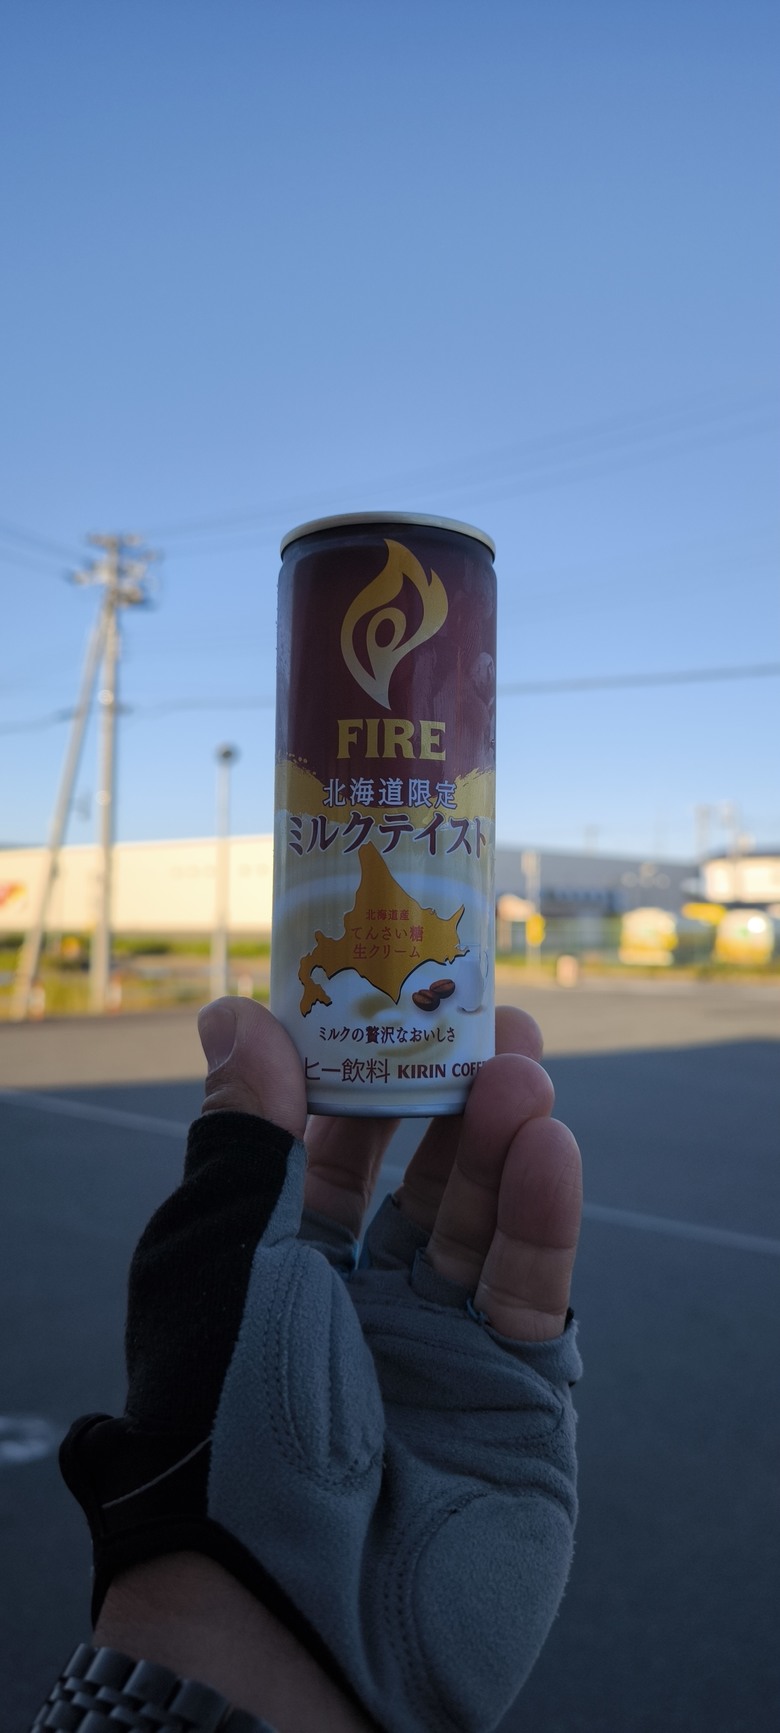 FIRE
北海道限定
ミルクテイスト
北海道産
てんさい糖
生クリーム
ミルクの贅沢なおいしさ
ヒー飲料 KIRIN COFF